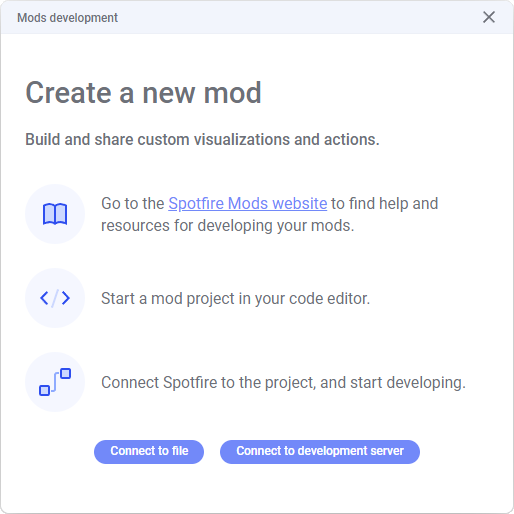 Mods development
Create a new mod
Build and share custom visualizations and actions.
Go to the Spotfire Mods website to find help and
resources for developing your mods.
Start a mod project in your code editor.
Connect Spotfire to the project, and start developing.
Connect to file
Connect to development server